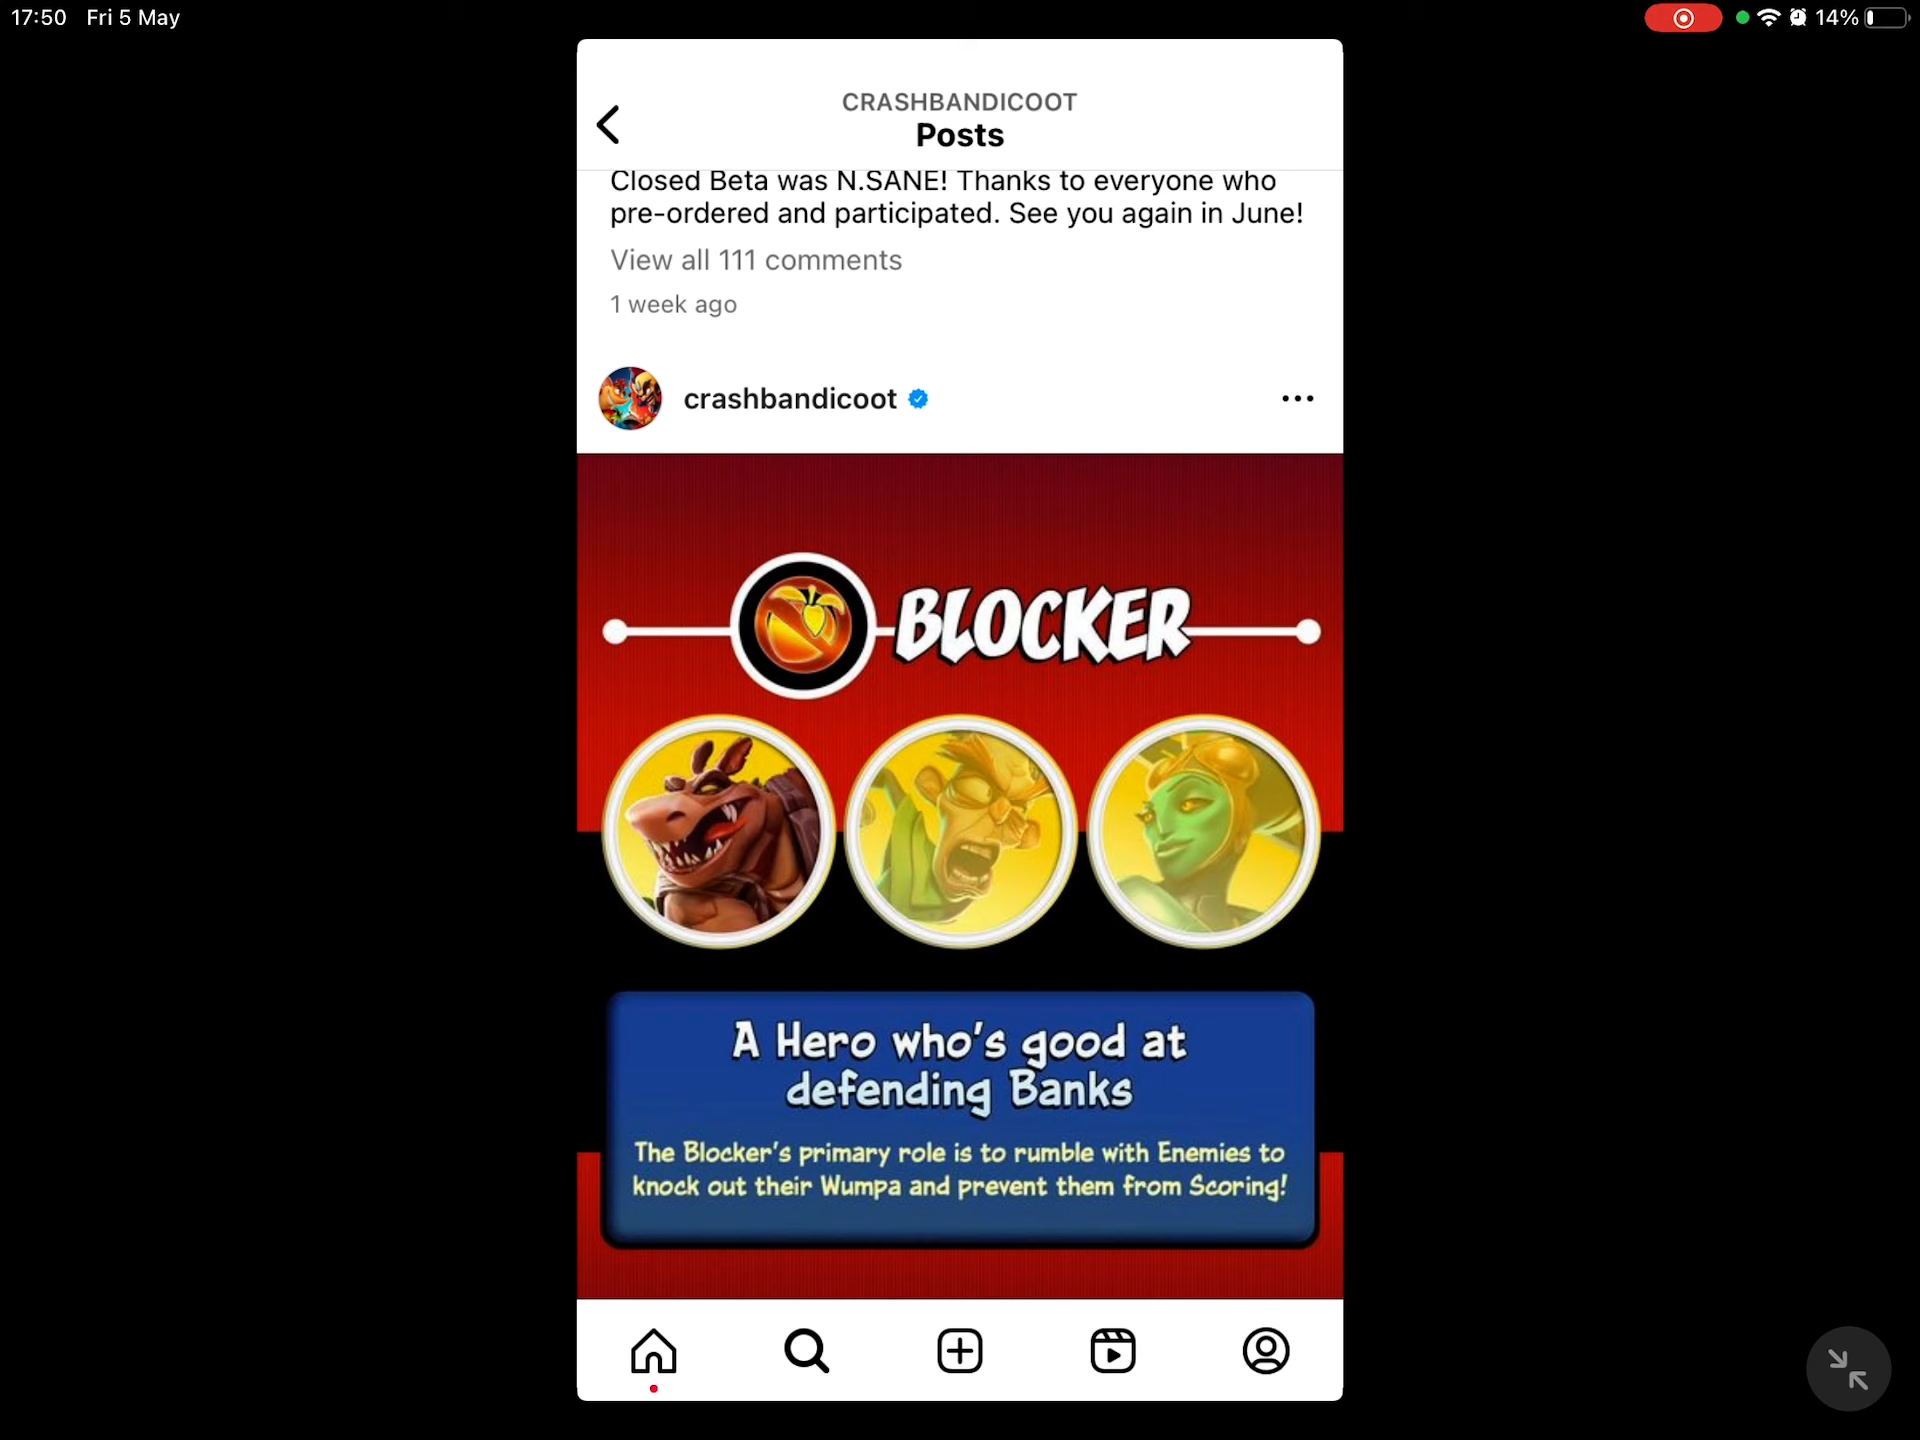 17:50 Fri 5 May 14%
CRASHBANDICOOT
Posts
Closed Beta was N.SANE! Thanks to everyone who
pre-ordered and participated. See you again in June!
View all 111 comments
1 week ago
crashbandicoot
BLOCKER
A Hero who's good at
defending Banks
The Blocker's primary role is to rumble with Enemies to
knock out their Wumpa and prevent them from Scoring!